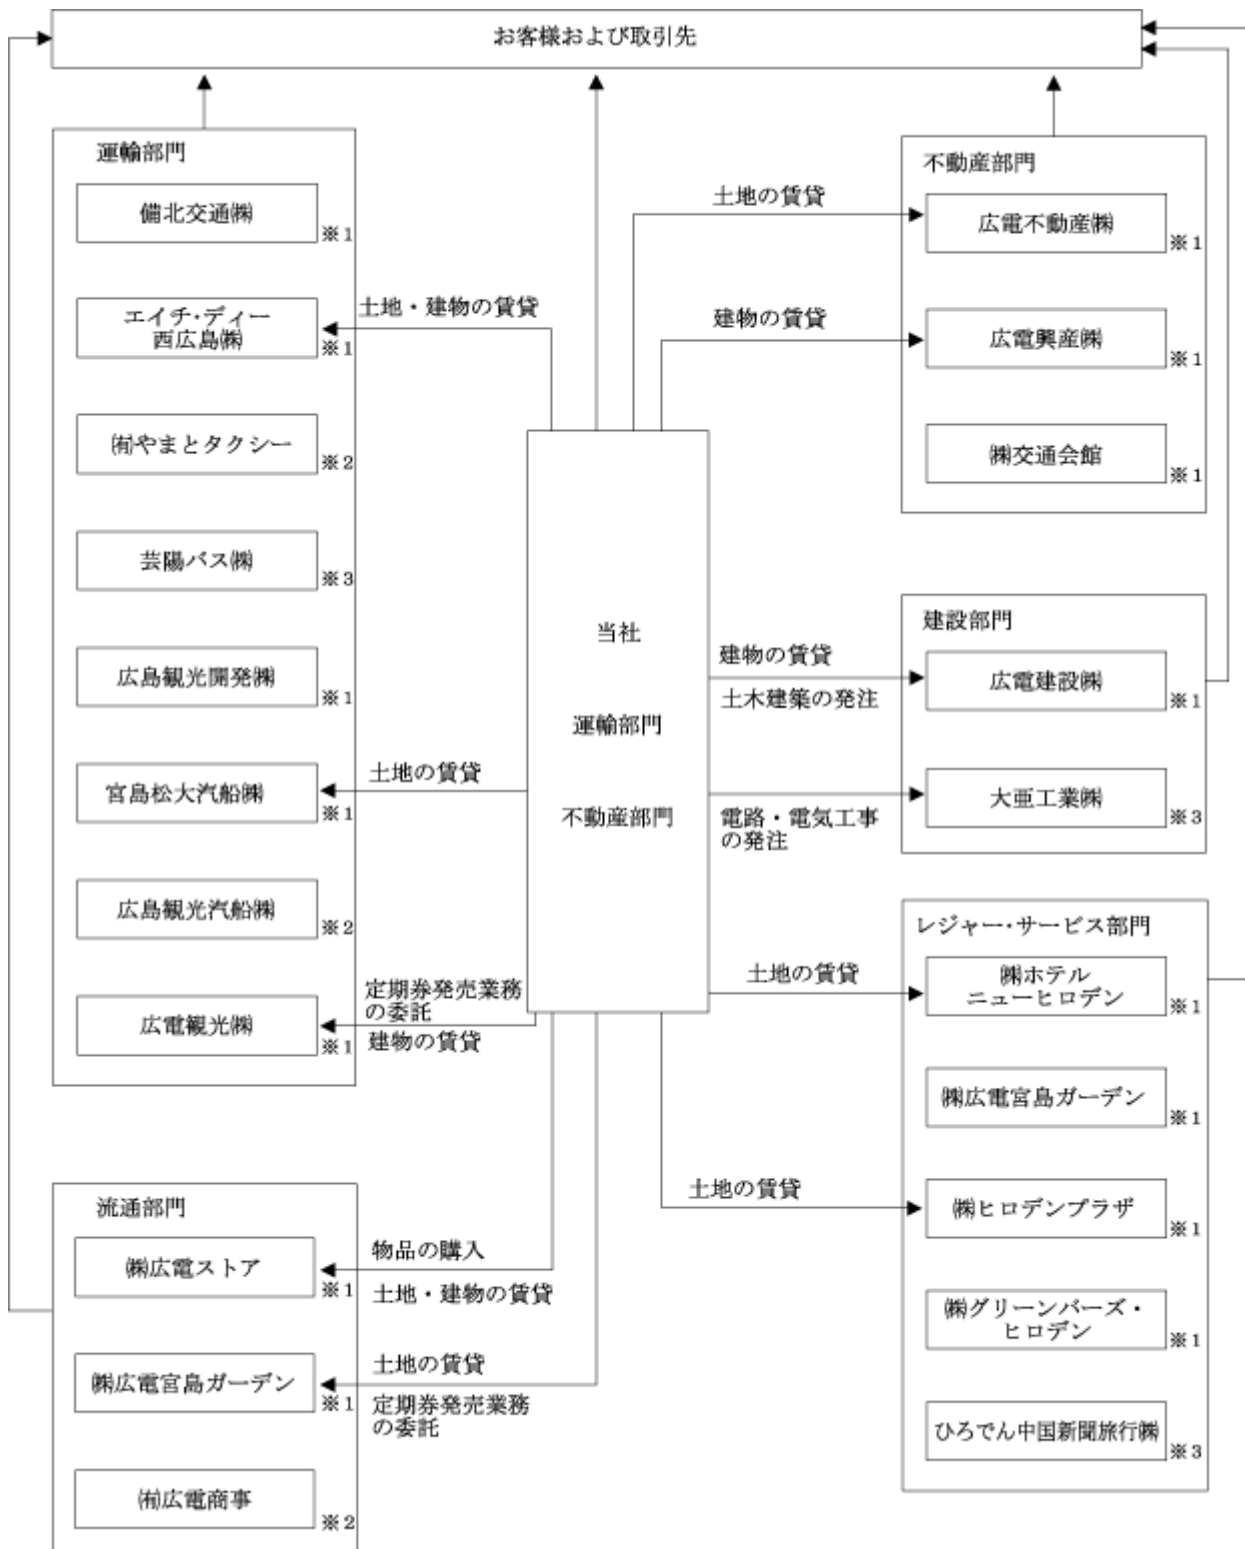 お客様および取引先
運輸部門
備北交通㈱
※1
エイチ・ディー
西広島㈱
※1
㈲やまとタクシー
※2
芸陽バス㈱
※3
広島観光開発㈱
※1
宮島松大汽船㈱
※1
広島観光汽船㈱
※2
広電観光㈱
※1
流通部門
㈱広電ストア
※1
㈱広電宮島ガーデン
※1
㈲広電商事
※2
土地・建物の賃貸
土地の賃貸
定期券発売業務
の委託
建物の賃貸
物品の購入
土地・建物の賃貸
土地の賃貸
定期券発売業務
の委託
当社
運輸部門
不動産部門
土地の賃貸
建物の賃貸
建物の賃貸
土木建築の発注
電路・電気工事
の発注
土地の賃貸
土地の賃貸
不動産部門
広電不動産㈱
※1
広電興産㈱
※1
㈱交通会館
※1
建設部門
広電建設㈱
※1
大亜工業㈱
※3
レジャー・サービス部門
㈱ホテル
ニューヒロデン
※1
㈱広電宮島ガーデン
※1
㈱ヒロデンプラザ
※1
㈱グリーンバーズ・
ヒロデン
※1
ひろでん中国新聞旅行㈱
※3